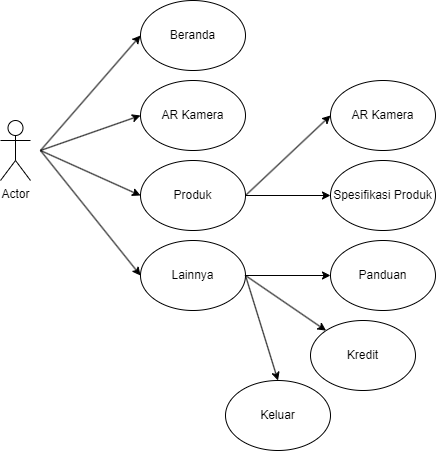 Beranda
AR Kamera
AR Kamera
Actor
Produk
Spesifikasi Produk
Lainnya
Panduan
Kredit
Keluar